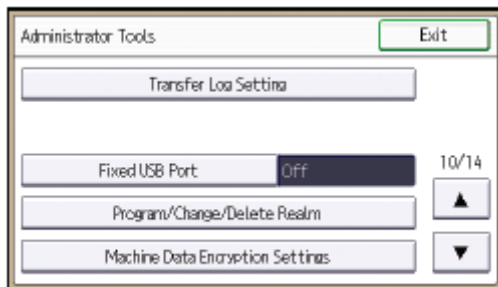 Administrator Tools
Exit
Transfer Log Setting
Fixed USB Port
Off
10/14
▲
Program/Change/Delete Realm
Machine Data Encryption Settings
▼